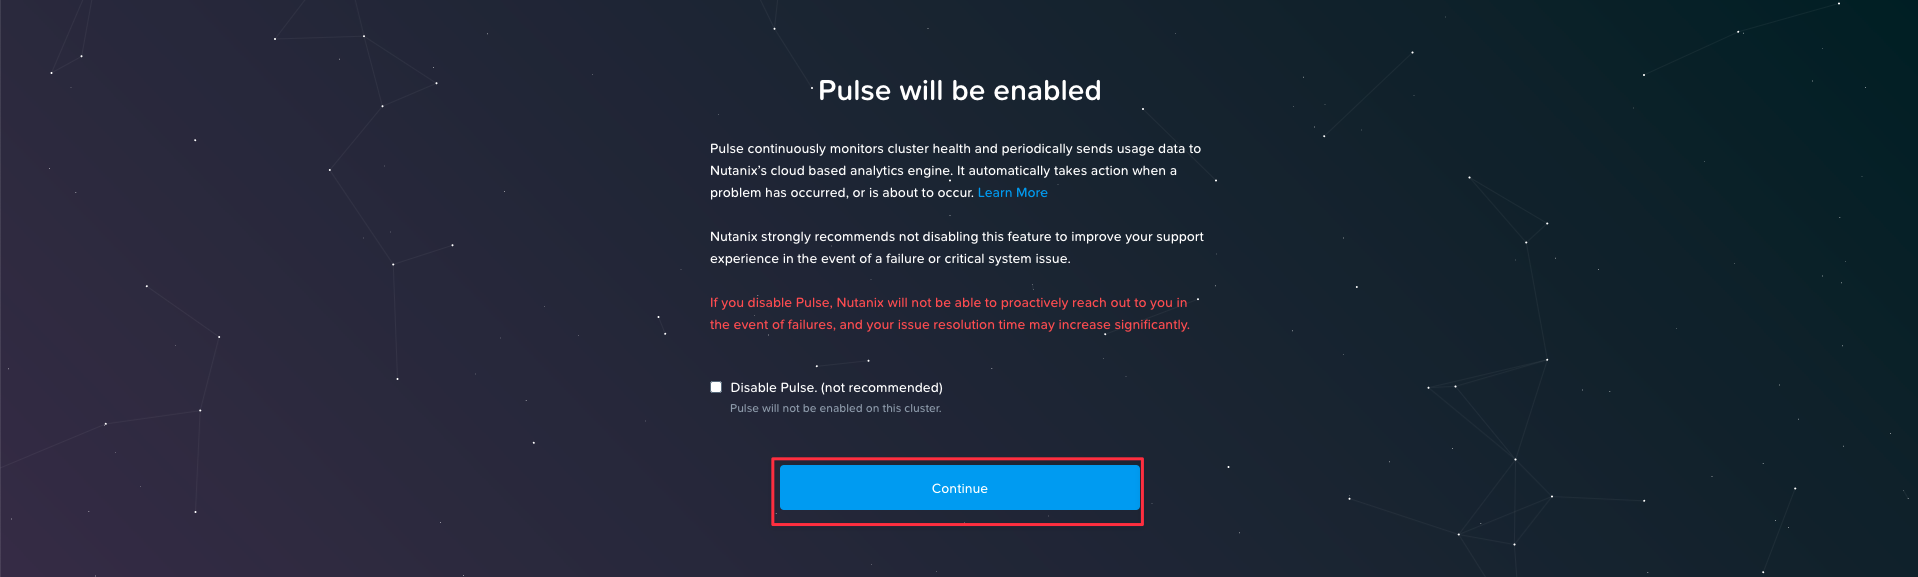 Pulse will be enabled
Pulse continuously monitors cluster health and periodically sends usage data to
Nutanix's cloud based analytics engine. It automatically takes action when a
problem has occurred, or is about to occur. Learn More
Nutanix strongly recommends not disabling this feature to improve your support
experience in the event of a failure or critical system issue.
If you disable Pulse, Nutanix will not be able to proactively reach out to you in
the event of failures, and your issue resolution time may increase significantly.
Disable Pulse. (not recommended)
Pulse will not be enabled on this cluster.
Continue